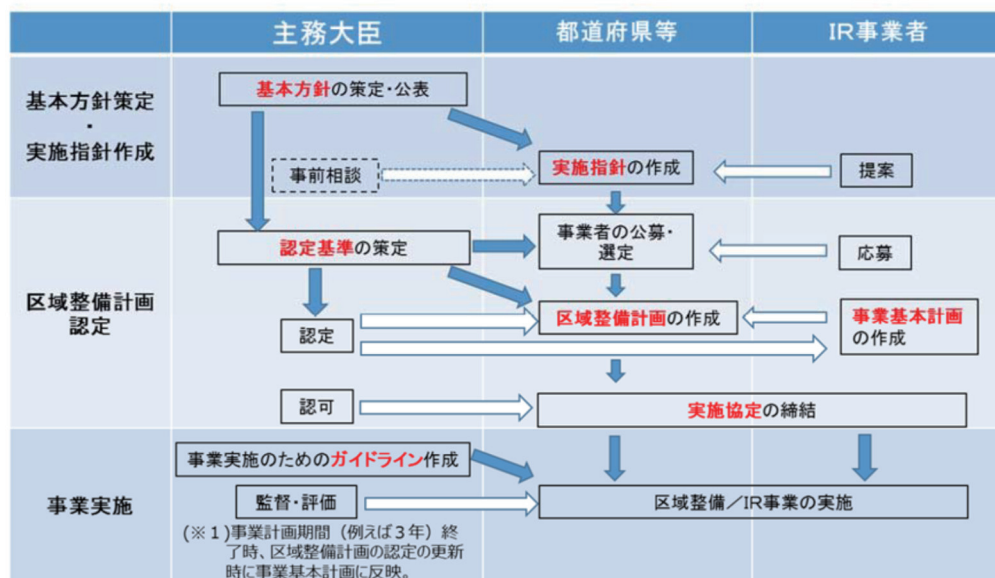 主務大臣
都道府県等
IR事業者
基本方針策定
・
実施指針作成
基本方針の策定・公表
事前相談
実施指針の作成
提案
区域整備計画
認定
認定基準の策定
事業者の公募・
選定
応募
認定
区域整備計画の作成
事業基本計画
の作成
認可
実施協定の締結
事業実施
事業実施のためのガイドライン作成
監督・評価
区域整備／IR事業の実施
(※１)事業計画期間（例えば３年）終
了時、区域整備計画の認定の更新
時に事業基本計画に反映。